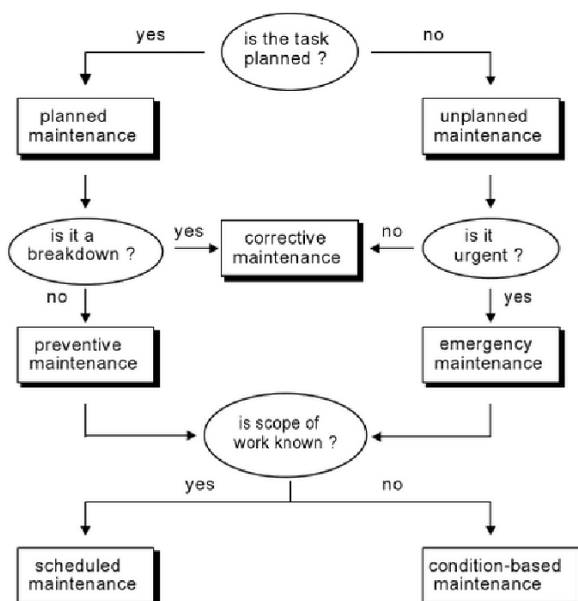 yes
is the task
planned ?
no
planned
maintenance
unplanned
maintenance
is it a
breakdown ?
yes
corrective
maintenance
no
is it
urgent ?
no
yes
preventive
maintenance
emergency
maintenance
is scope of
work known ?
yes
no
scheduled
maintenance
condition-based
maintenance